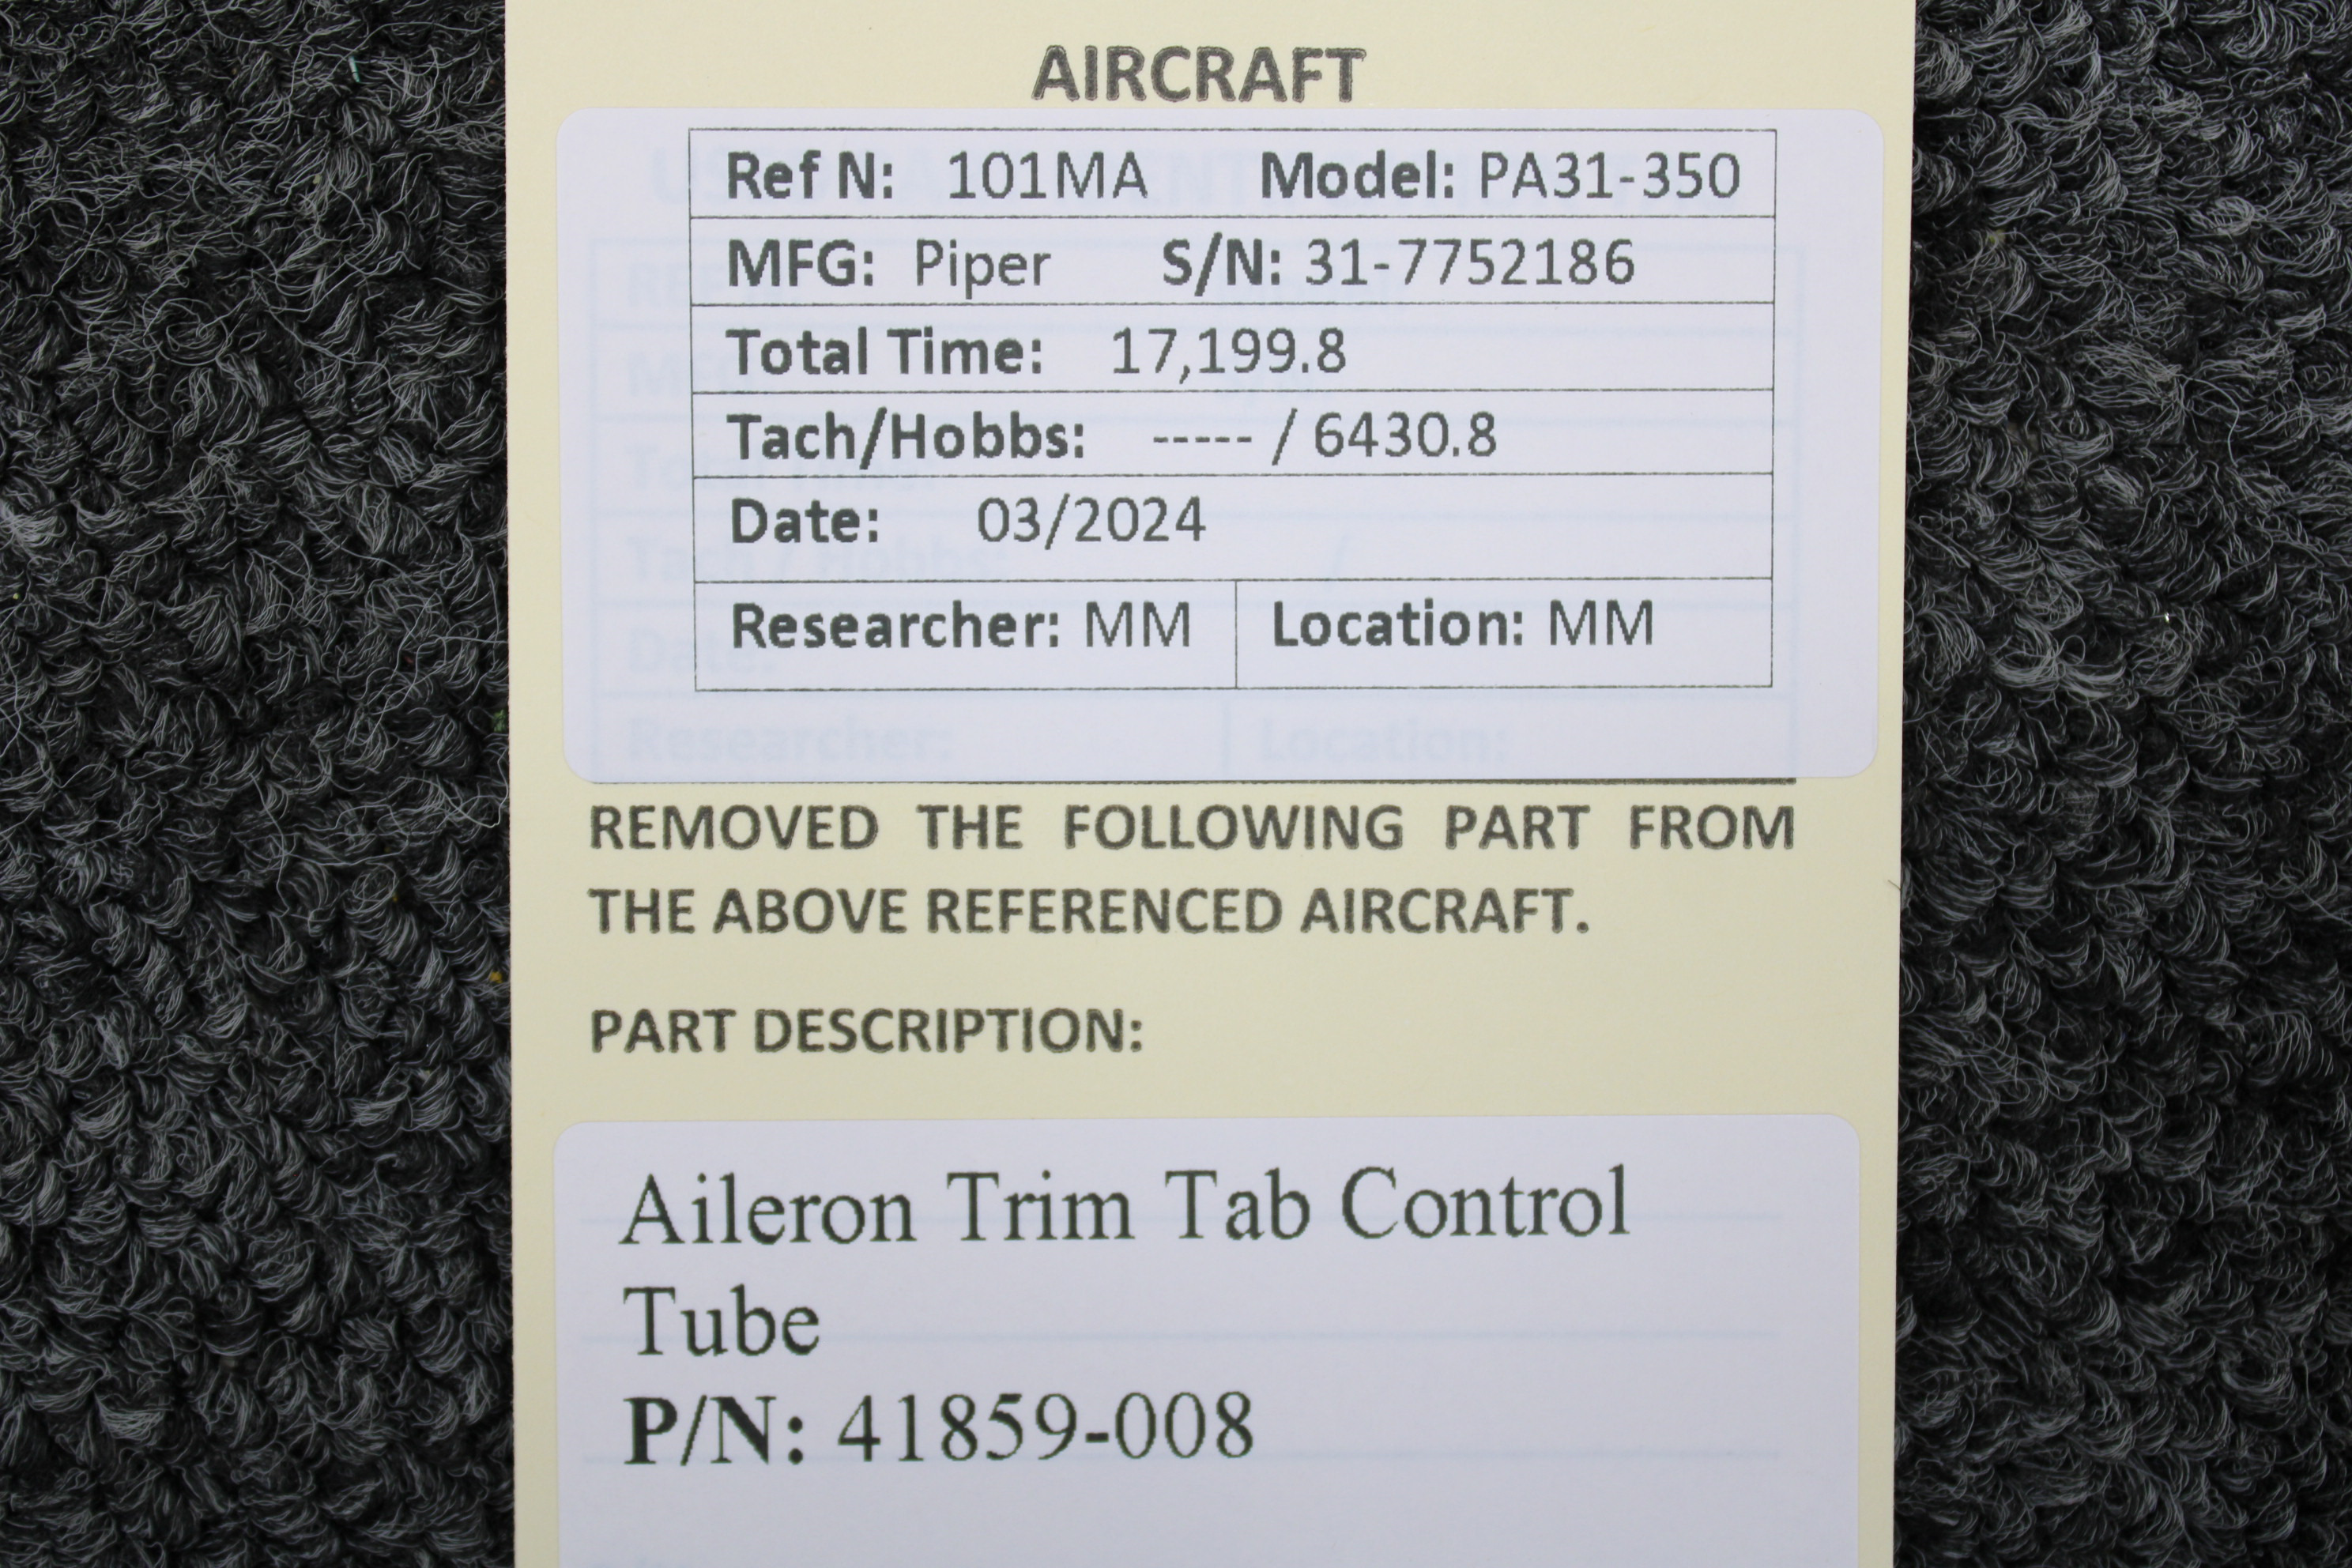 AIRCRAFT
Ref N: 101MA Model: PA31-350
MFG: Piper S/N: 31-7752186
Total Time: 17,199.8
Tach/Hobbs: ----- / 6430.8
Date: 03/2024
Researcher: MM Location: MM
Researcher: Location:
REMOVED THE FOLLOWING PART FROM
THE ABOVE REFERENCED AIRCRAFT.
PART DESCRIPTION:
Aileron Trim Tab Control
Tube
P/N: 41859-008